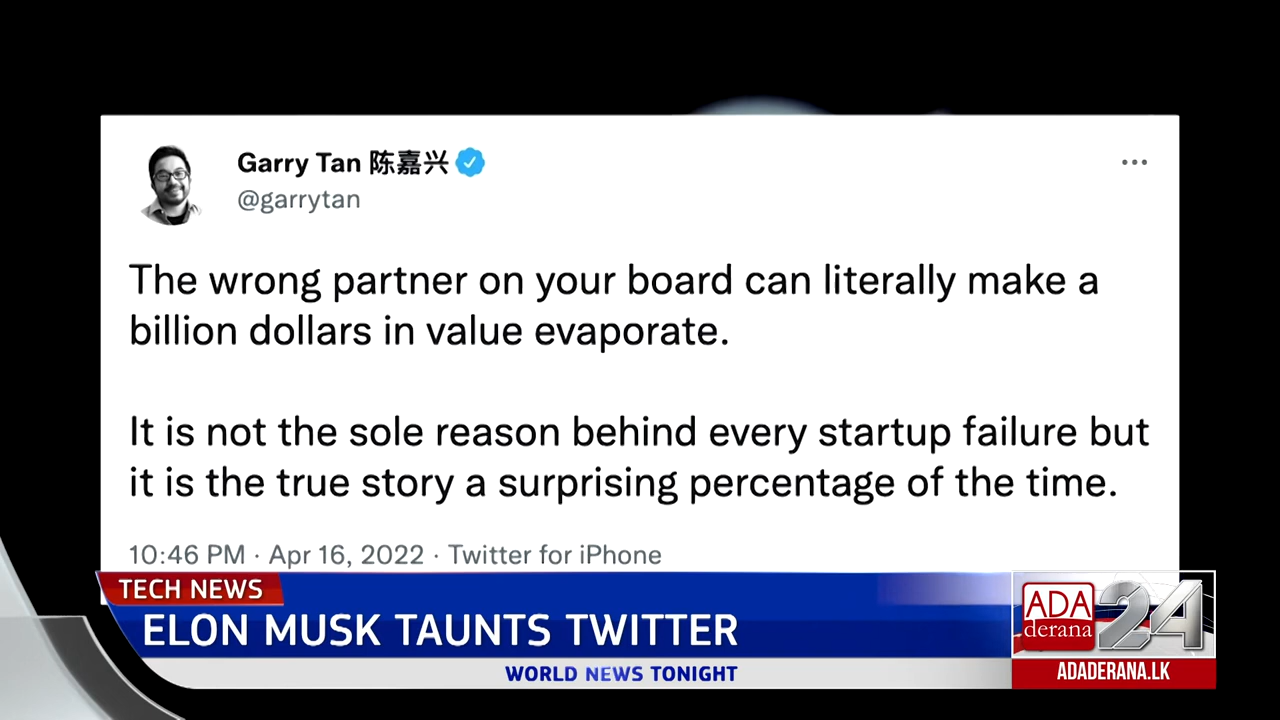 Garry Tan 陈嘉兴
@garrytan
The wrong partner on your board can literally make a
billion dollars in value evaporate.
It is not the sole reason behind every startup failure but
it is the true story a surprising percentage of the time.
10:46 PM · Apr 16, 2022 · Twitter for iPhone
TECH NEWS
ELON MUSK TAUNTS TWITTER
WORLD NEWS TONIGHT
ADA
derana
24
ADADERANA.LK